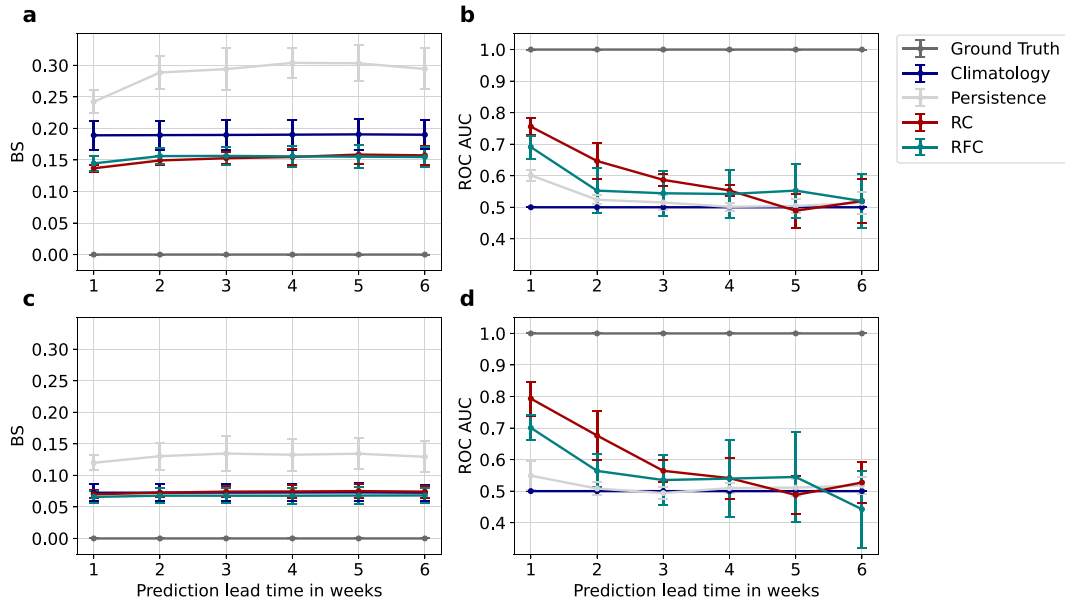 a
BS
0.30
0.25
0.20
0.15
0.10
0.05
0.00
1 2 3 4 5 6
b
ROC AUC
1.0
0.9
0.8
0.7
0.6
0.5
0.4
1 2 3 4 5 6
Ground Truth
Climatology
Persistence
RC
RFC
c
BS
0.30
0.25
0.20
0.15
0.10
0.05
0.00
1 2 3 4 5 6
Prediction lead time in weeks
d
ROC AUC
1.0
0.9
0.8
0.7
0.6
0.5
0.4
1 2 3 4 5 6
Prediction lead time in weeks